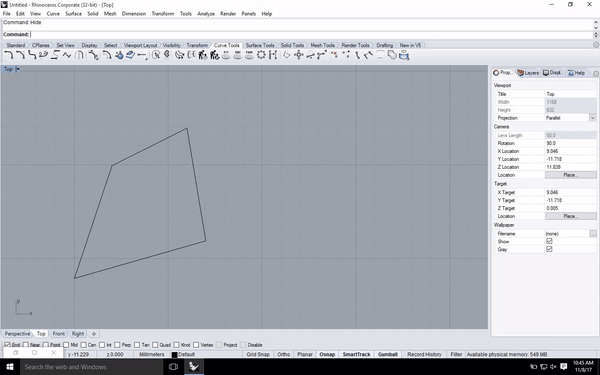 Untitled - Rhinoceros Corporate (32-bit) - [Top]
File Edit View Curve Surface Solid Mesh Dimension Transform Tools Analyze Render Panels Help
Command: Hide
Command:
Standard CPlanes Set View Display Select Viewport Layout Visibility Transform Curve Tools Surface Tools Solid Tools Mesh Tools Render Tools Drafting New in V5
Top
Prop... Layers Displ... Help
Viewport
Title Top
Width 1168
Height 632
Projection Parallel
Camera
Lens Length 50.0
Rotation 90.0
X Location 9.046
Y Location -11.718
Z Location 11.839
Location Place...
Target
X Target 9.046
Y Target -11.718
Z Target 0.005
Location Place...
Wallpaper
Filename (none) ...
Show
Gray
y
x
Perspective Top Front Right
End Near Point Mid Cen Int Perp Tan Quad Knot Vertex Project Disable
y -11.229 z 0.000 Millimeters Default Grid Snap Ortho Planar Osnap SmartTrack Gumball Record History Filter Available physical memory: 549 MB
Search the web and Windows
10:45 AM
11/8/17